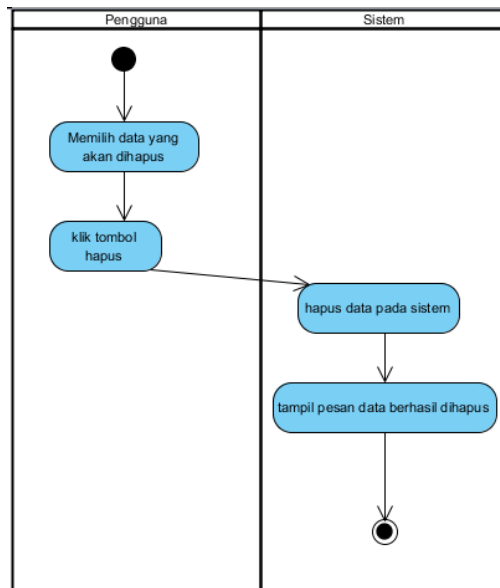 Pengguna
Sistem
Memilih data yang
akan dihapus
klik tombol
hapus
hapus data pada sistem
tampil pesan data berhasil dihapus